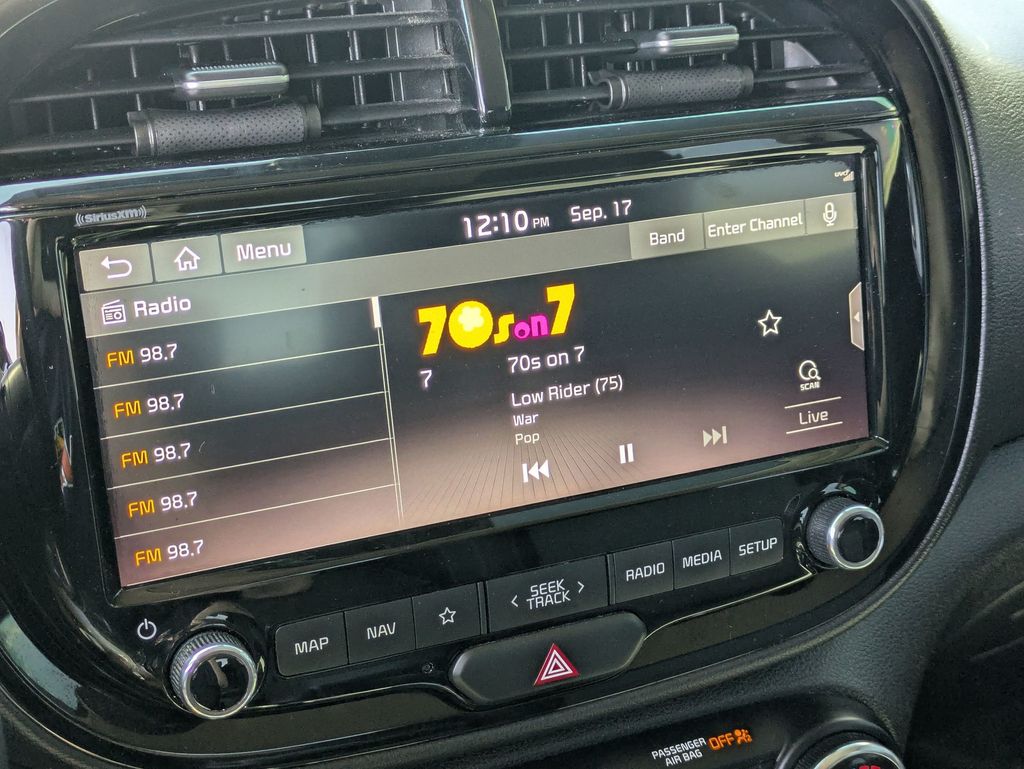 ((SiriusXM))
12:10 PM Sep. 17
UVO
Menu
Band
Enter Channel
Radio
FM 98.7
FM 98.7
FM 98.7
FM 98.7
FM 98.7
70s on 7
7
70s on 7
Low Rider (75)
War
Pop
SCAN
Live
MAP
NAV
< SEEK >
TRACK
RADIO
MEDIA
SETUP
PASSENGER
AIR BAG
OFF